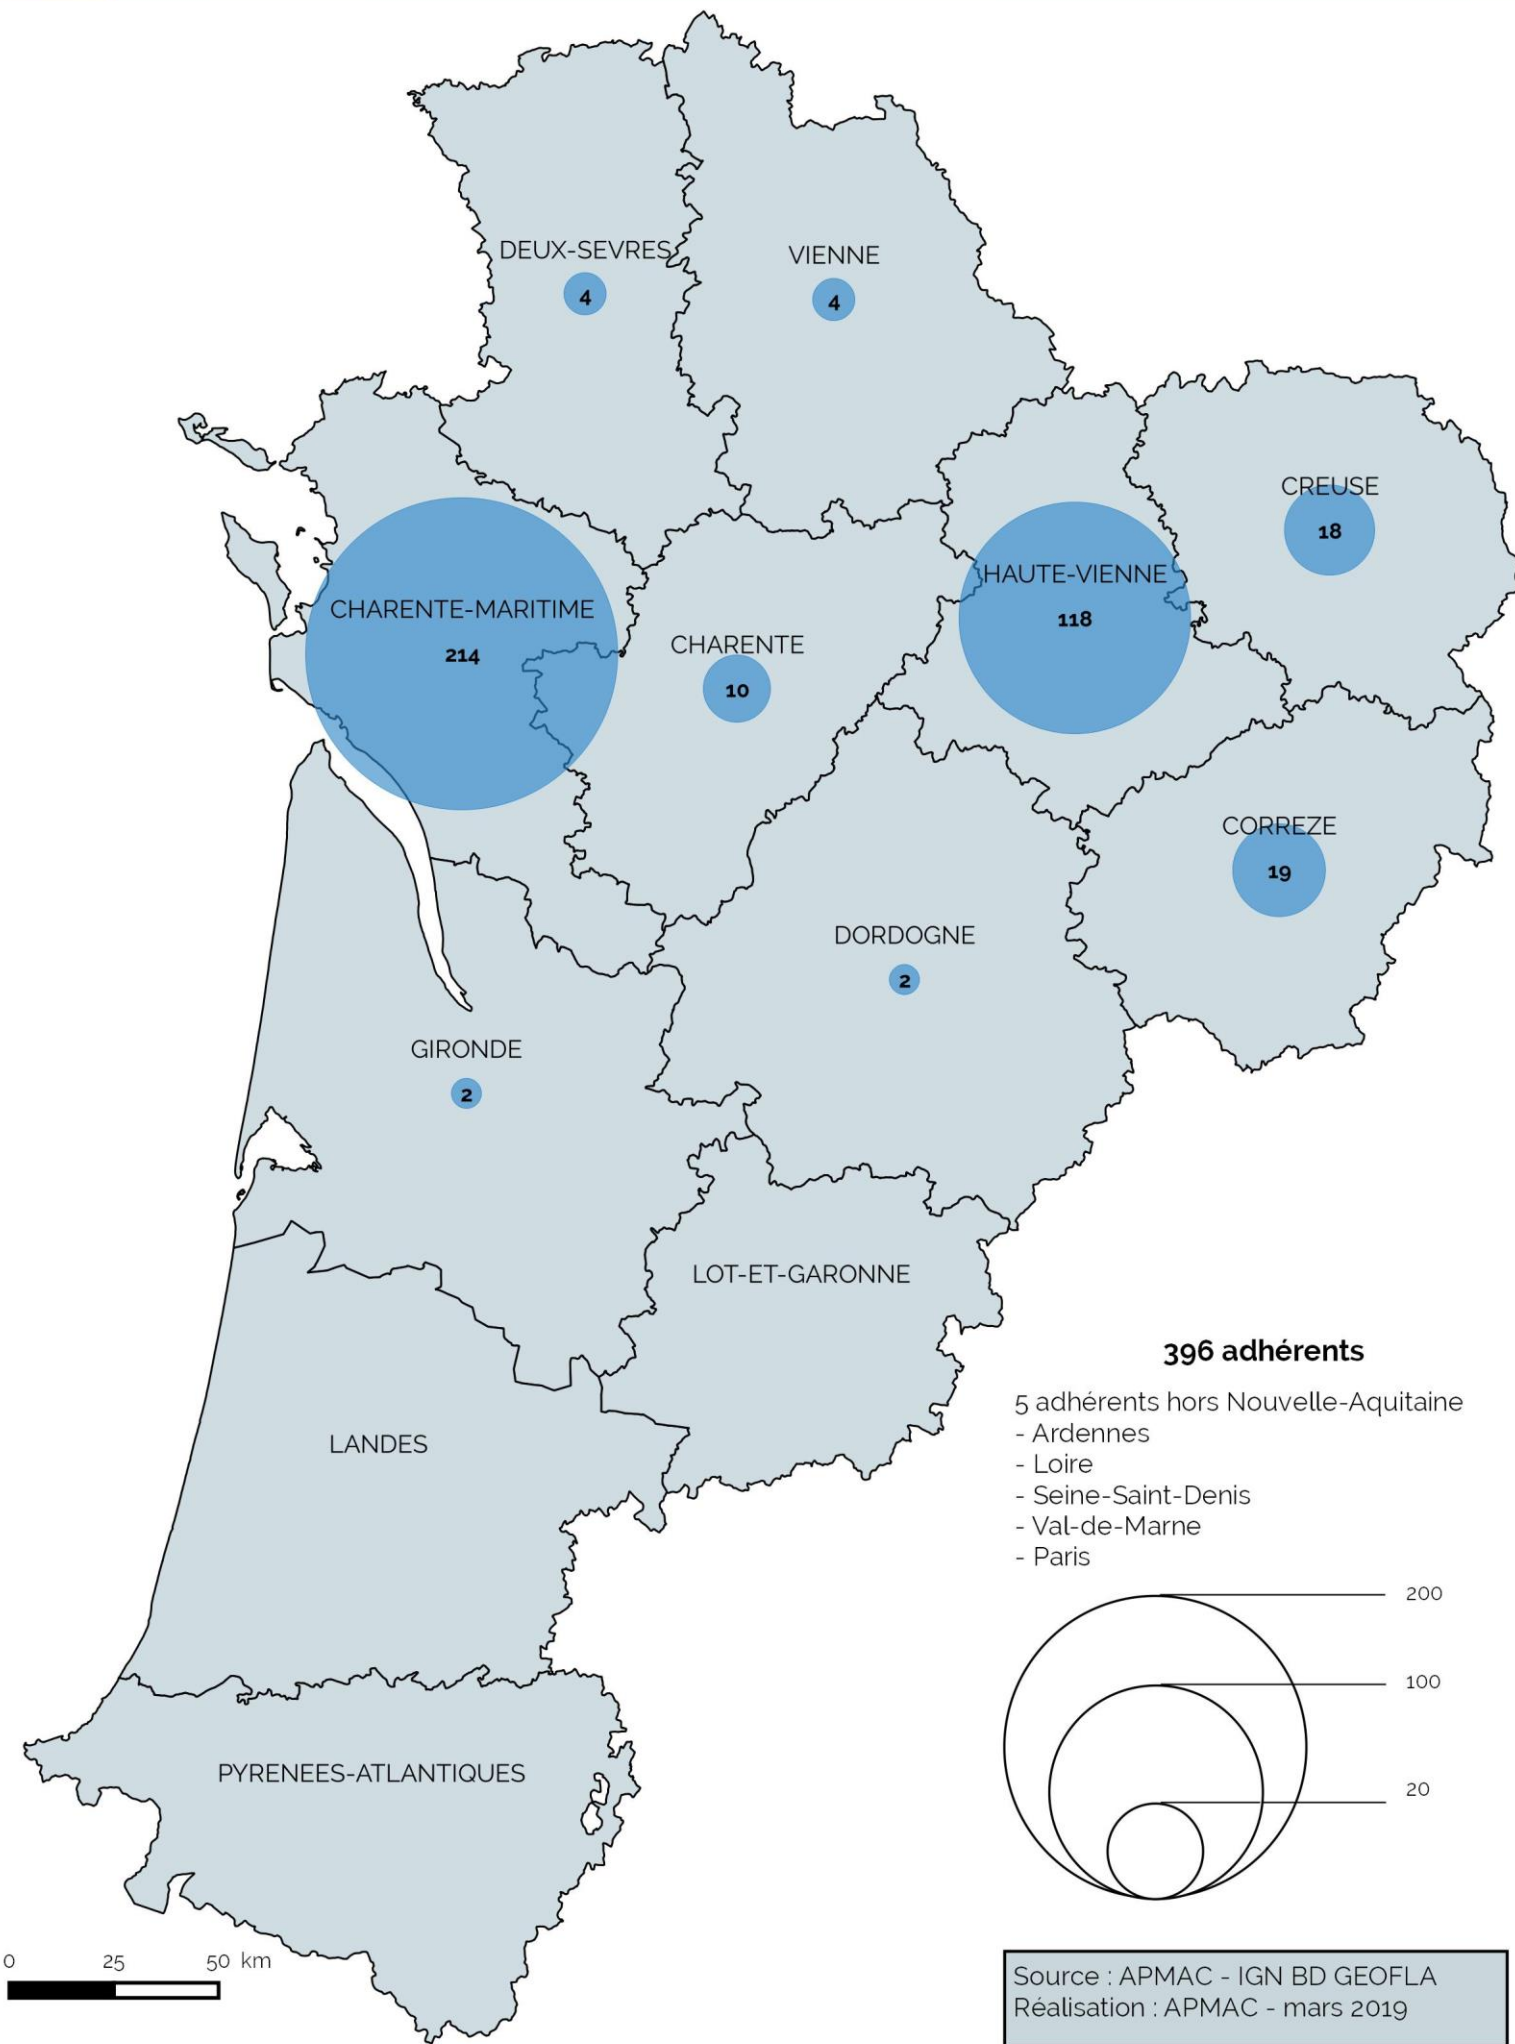 DEUX-SEVRES
4
VIENNE
4
CREUSE
18
HAUTE-VIENNE
118
CHARENTE-MARITIME
214
CHARENTE
10
CORREZE
19
DORDOGNE
2
GIRONDE
2
LOT-ET-GARONNE
LANDES
PYRENEES-ATLANTIQUES
396 adhérents
5 adhérents hors Nouvelle-Aquitaine
- Ardennes
- Loire
- Seine-Saint-Denis
- Val-de-Marne
- Paris
200
100
20
0 25 50 km
Source : APMAC - IGN BD GEOFLA
Réalisation : APMAC - mars 2019